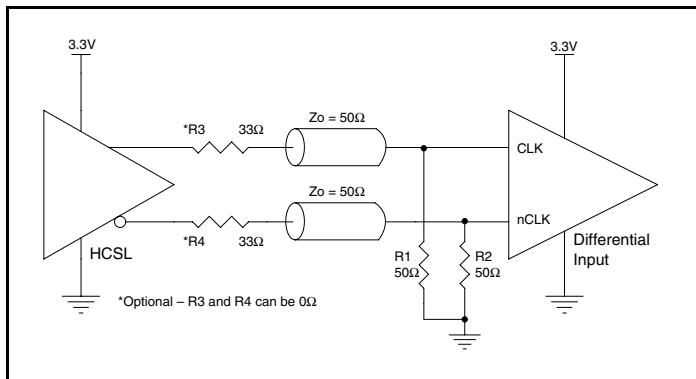 3.3V
3.3V
*R3 33Ω
Zo = 50Ω
CLK
Zo = 50Ω
nCLK
*R4 33Ω
HCSL
R1
50Ω
R2
50Ω
Differential
Input
*Optional – R3 and R4 can be 0Ω